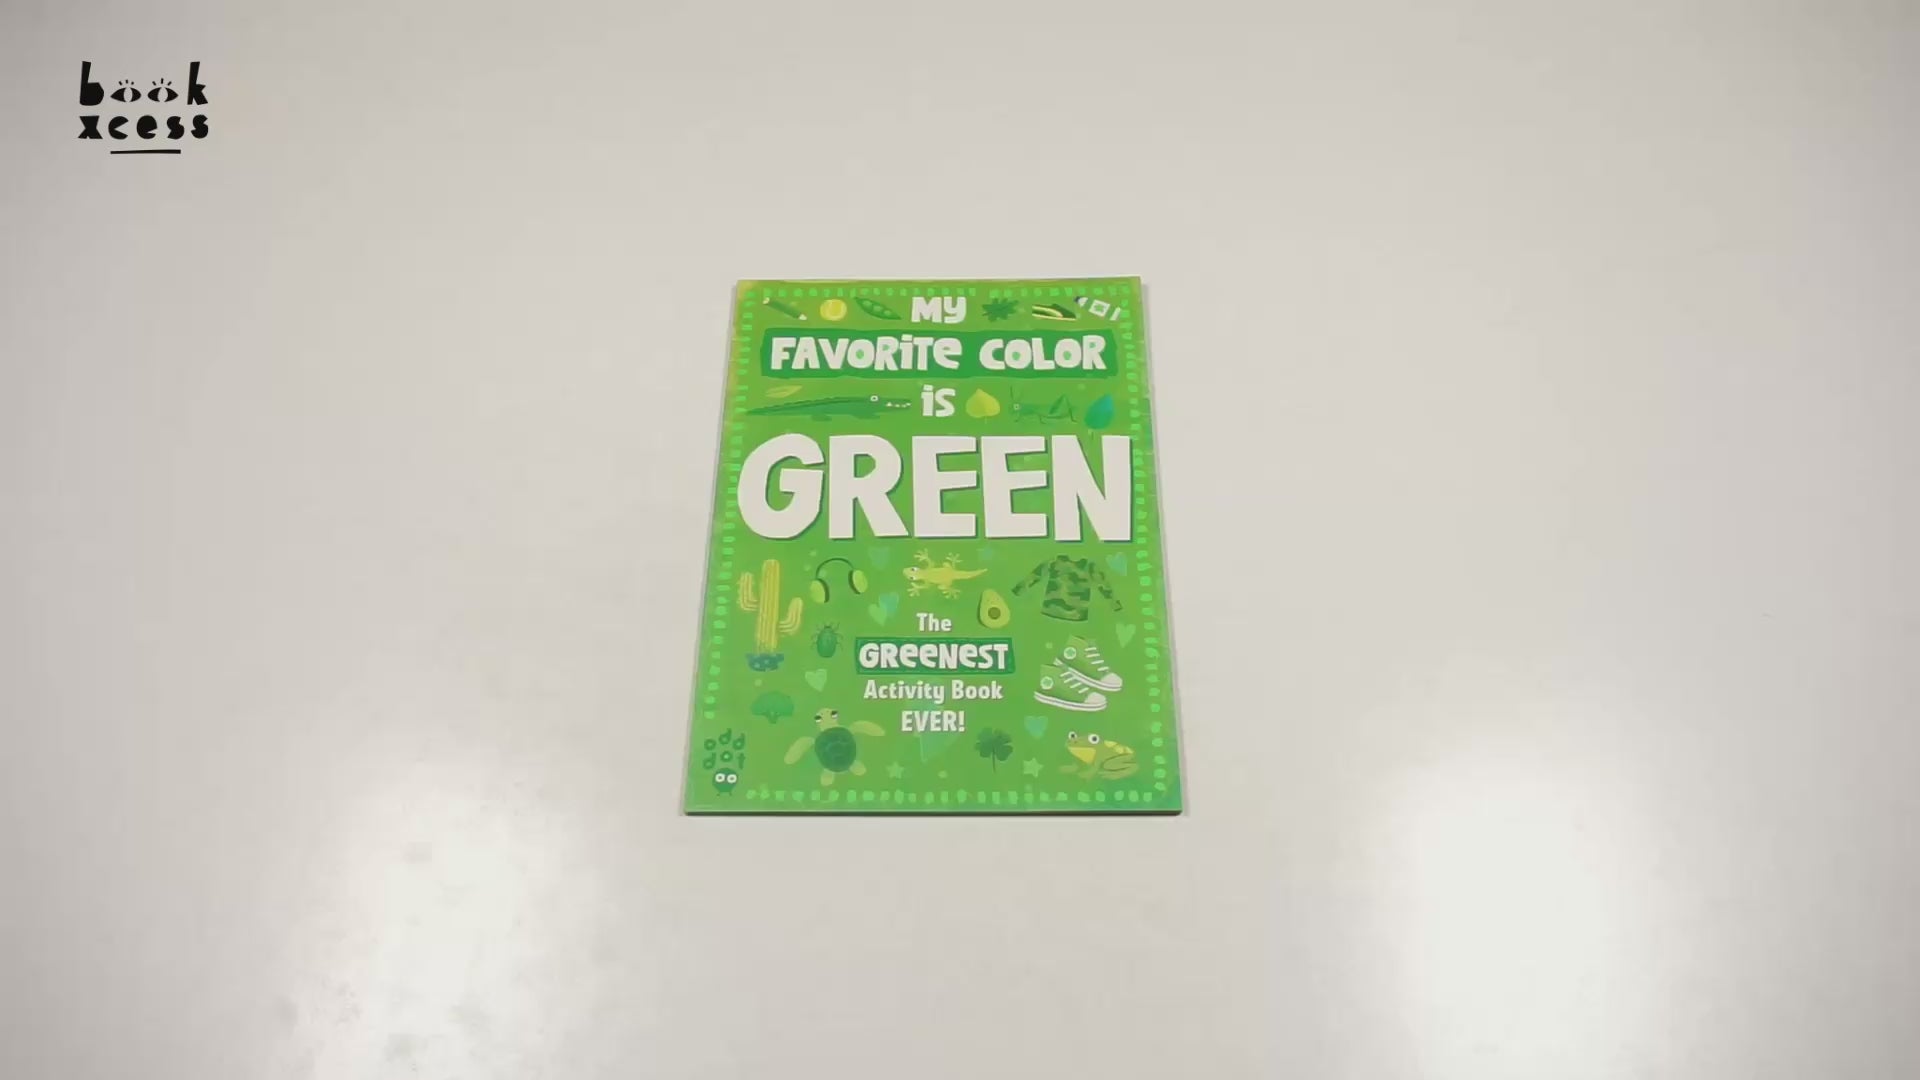 book
xcess
My
FAVORiTe COLOR
is
GREEN
The
GReeNeST
Activity Book
EVER!
odd
dot